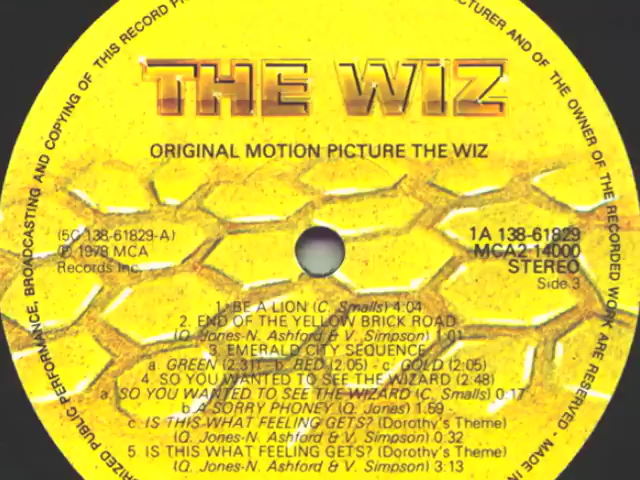 THE WIZ
ORIGINAL MOTION PICTURE THE WIZ
(5C 138-61829-A)
℗ 1978 MCA
Records Inc.
1A 138-61829
MCA2-14000
STEREO
Side 3
1. BE A LION (C. Smalls) 4:04
2. END OF THE YELLOW BRICK ROAD
(Q. Jones-N. Ashford & V. Simpson) 1:01
3. EMERALD CITY SEQUENCE
a. GREEN (2:31) - b. RED (2:05) - c. GOLD (2:05)
4. SO YOU WANTED TO SEE THE WIZARD (2:48)
a. SO YOU WANTED TO SEE THE WIZARD (C. Smalls) 0:17
b. A SORRY PHONEY (Q. Jones) 1:59
c. IS THIS WHAT FEELING GETS? (Dorothy's Theme)
(Q. Jones-N. Ashford & V. Simpson) 0:32
5. IS THIS WHAT FEELING GETS? (Dorothy's Theme)
(Q. Jones-N. Ashford & V. Simpson) 3:13
PUBLIC PERFORMANCE, BROADCASTING AND COPYING OF THIS RECORD
AND OF THE OWNER OF THE RECORDED WORK ARE RESERVED - MADE IN